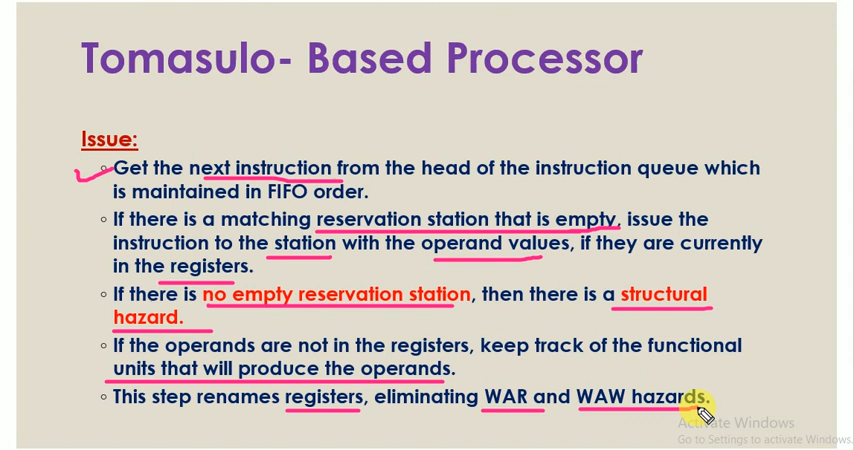 Tomasulo- Based Processor
Issue:
◦ Get the next instruction from the head of the instruction queue which
is maintained in FIFO order.
◦ If there is a matching reservation station that is empty, issue the
instruction to the station with the operand values, if they are currently
in the registers.
◦ If there is no empty reservation station, then there is a structural
hazard.
◦ If the operands are not in the registers, keep track of the functional
units that will produce the operands.
◦ This step renames registers, eliminating WAR and WAW hazards.
Activate Windows
Go to Settings to activate Windows.